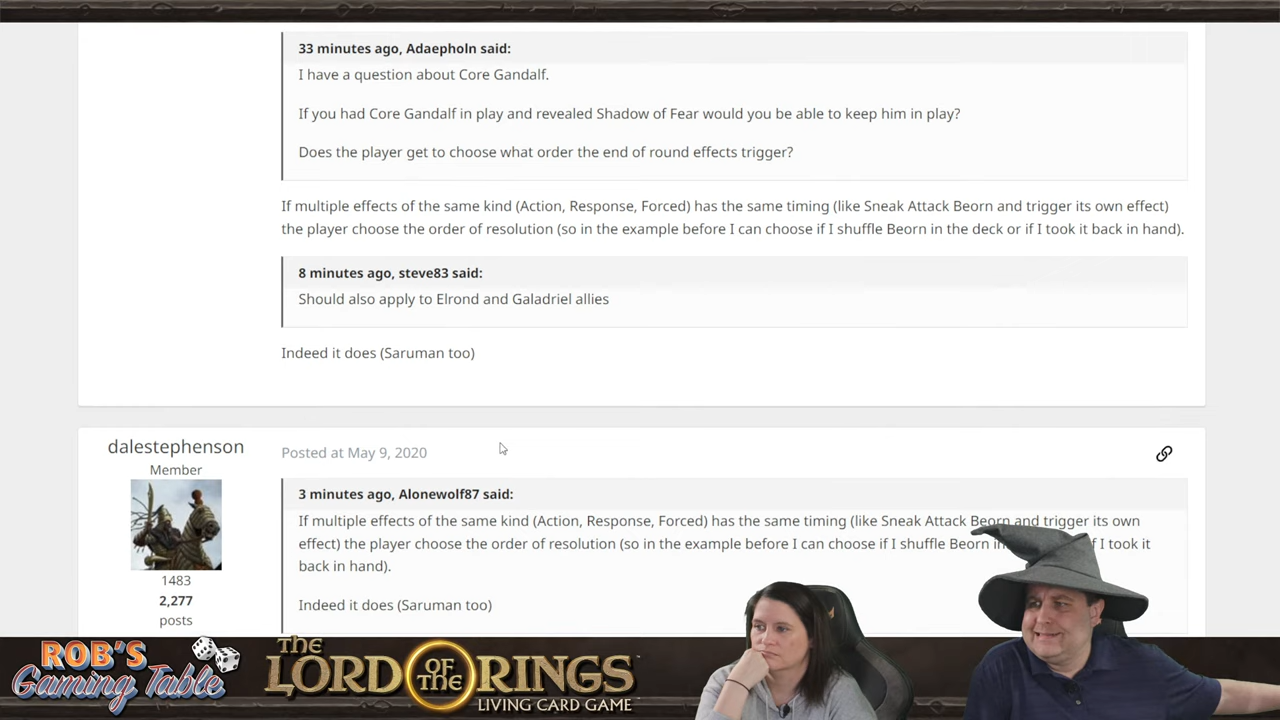 33 minutes ago, Adaepholn said:
I have a question about Core Gandalf.
If you had Core Gandalf in play and revealed Shadow of Fear would you be able to keep him in play?
Does the player get to choose what order the end of round effects trigger?
If multiple effects of the same kind (Action, Response, Forced) has the same timing (like Sneak Attack Beorn and trigger its own effect)
the player choose the order of resolution (so in the example before I can choose if I shuffle Beorn in the deck or if I took it back in hand).
8 minutes ago, steve83 said:
Should also apply to Elrond and Galadriel allies
Indeed it does (Saruman too)
dalestephenson
Member
1483
2,277
posts
Posted at May 9, 2020
3 minutes ago, Alonewolf87 said:
If multiple effects of the same kind (Action, Response, Forced) has the same timing (like Sneak Attack Beorn and trigger its own
effect) the player choose the order of resolution (so in the example before I can choose if I shuffle Beorn in I took it
back in hand).
Indeed it does (Saruman too)
ROB'S
Gaming Table
THE
LORD OF THE RINGS
LIVING CARD GAME